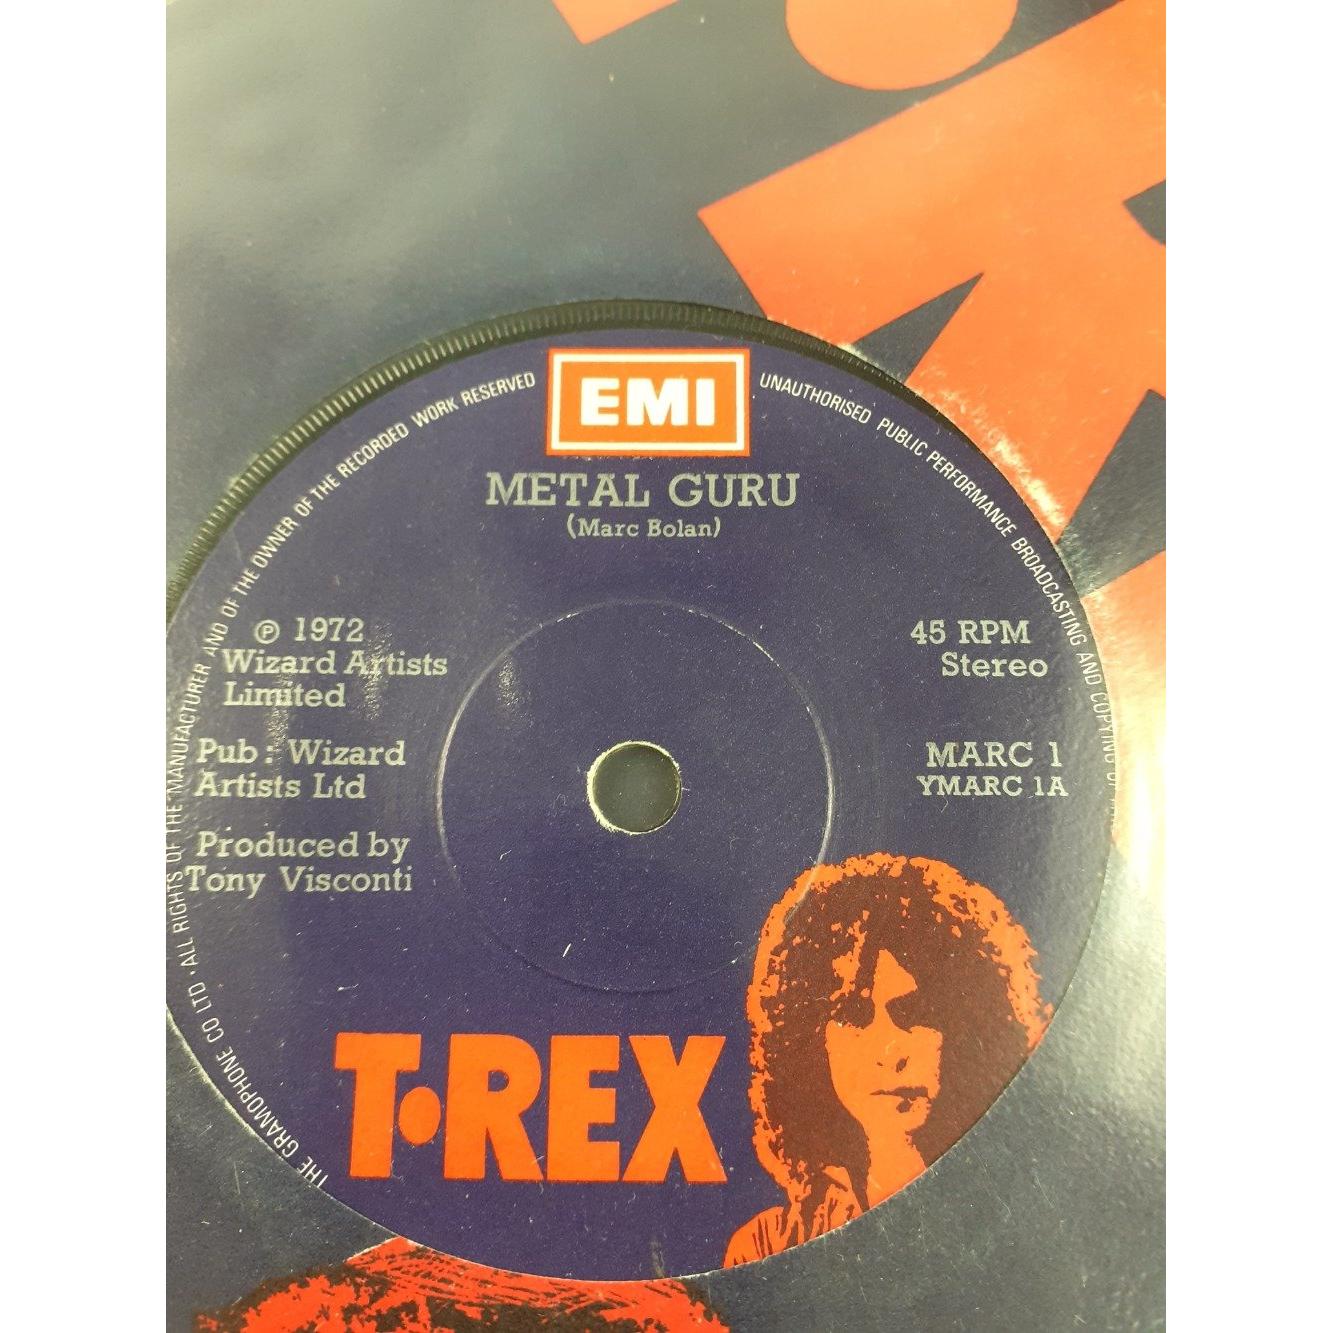 EMI
METAL GURU
(Marc Bolan)
℗ 1972
Wizard Artists
Limited
Pub: Wizard
Artists Ltd
Produced by
Tony Visconti
45 RPM
Stereo
MARC 1
YMARC 1A
T·REX
THE GRAMOPHONE CO LTD · ALL RIGHTS OF THE MANUFACTURER AND OF THE OWNER OF THE RECORDED WORK RESERVED
UNAUTHORISED PUBLIC PERFORMANCE BROADCASTING AND COPYING OF